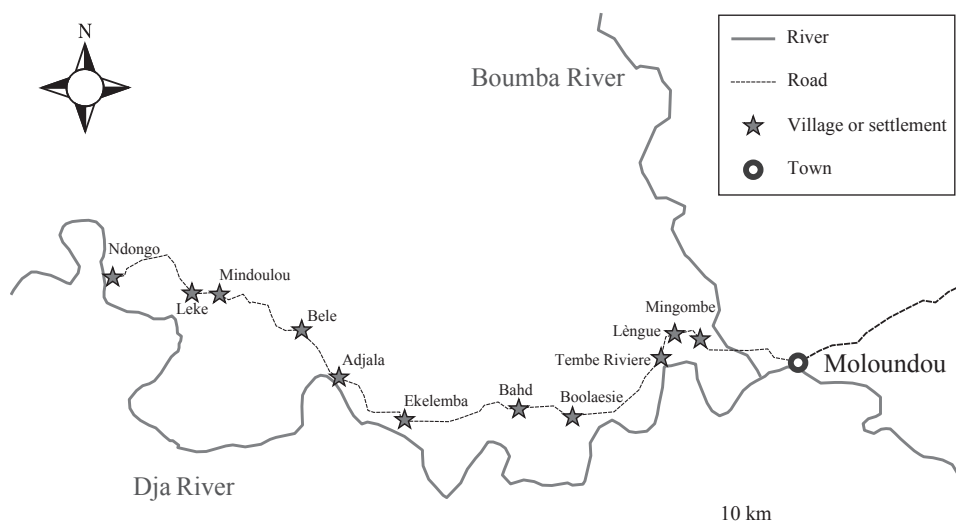 N
Boumba River
River
Road
Village or settlement
Town
Ndongo
Mindoulou
Leke
Bele
Mingombe
Lèngue
Tembe Riviere
Moloundou
Adjala
Ekelemba
Bahd
Boolaesie
Dja River
10 km